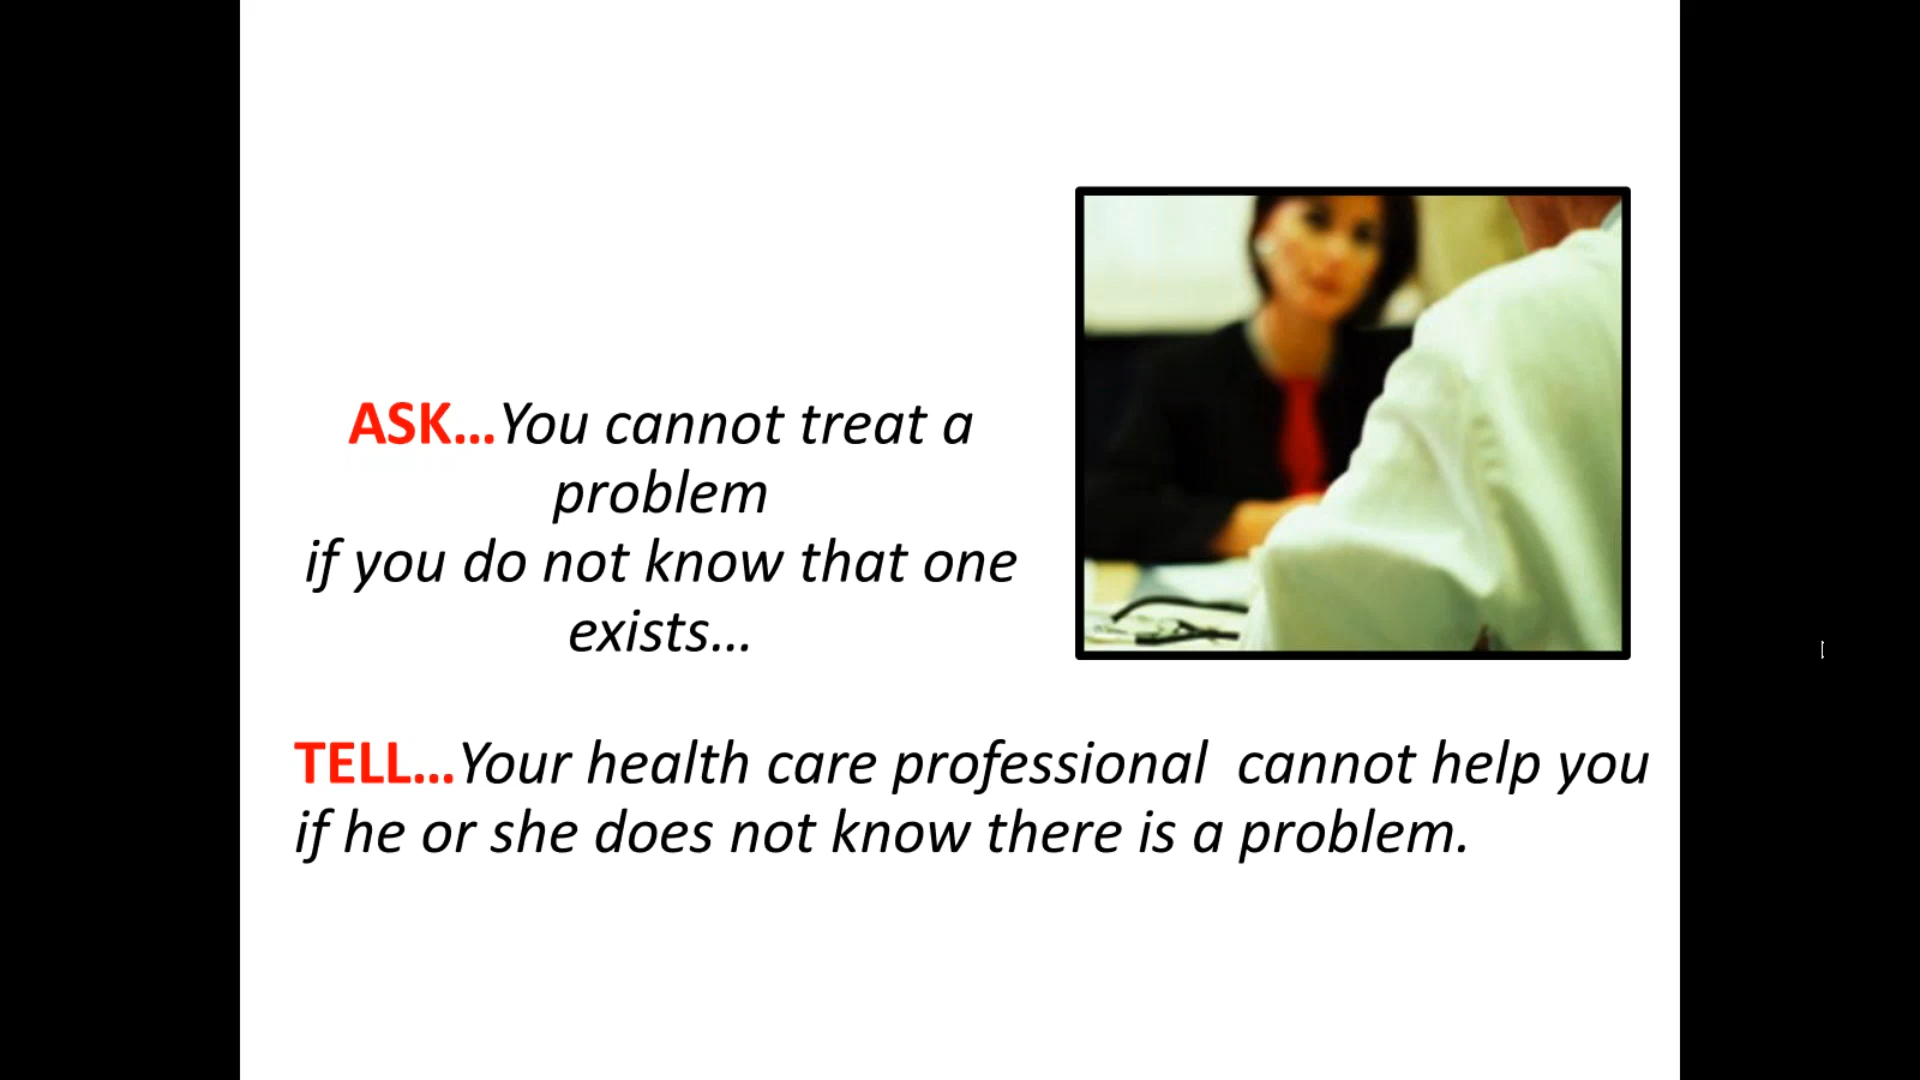 ASK…You cannot treat a
problem
if you do not know that one
exists…
TELL…Your health care professional  cannot help you
if he or she does not know there is a problem.